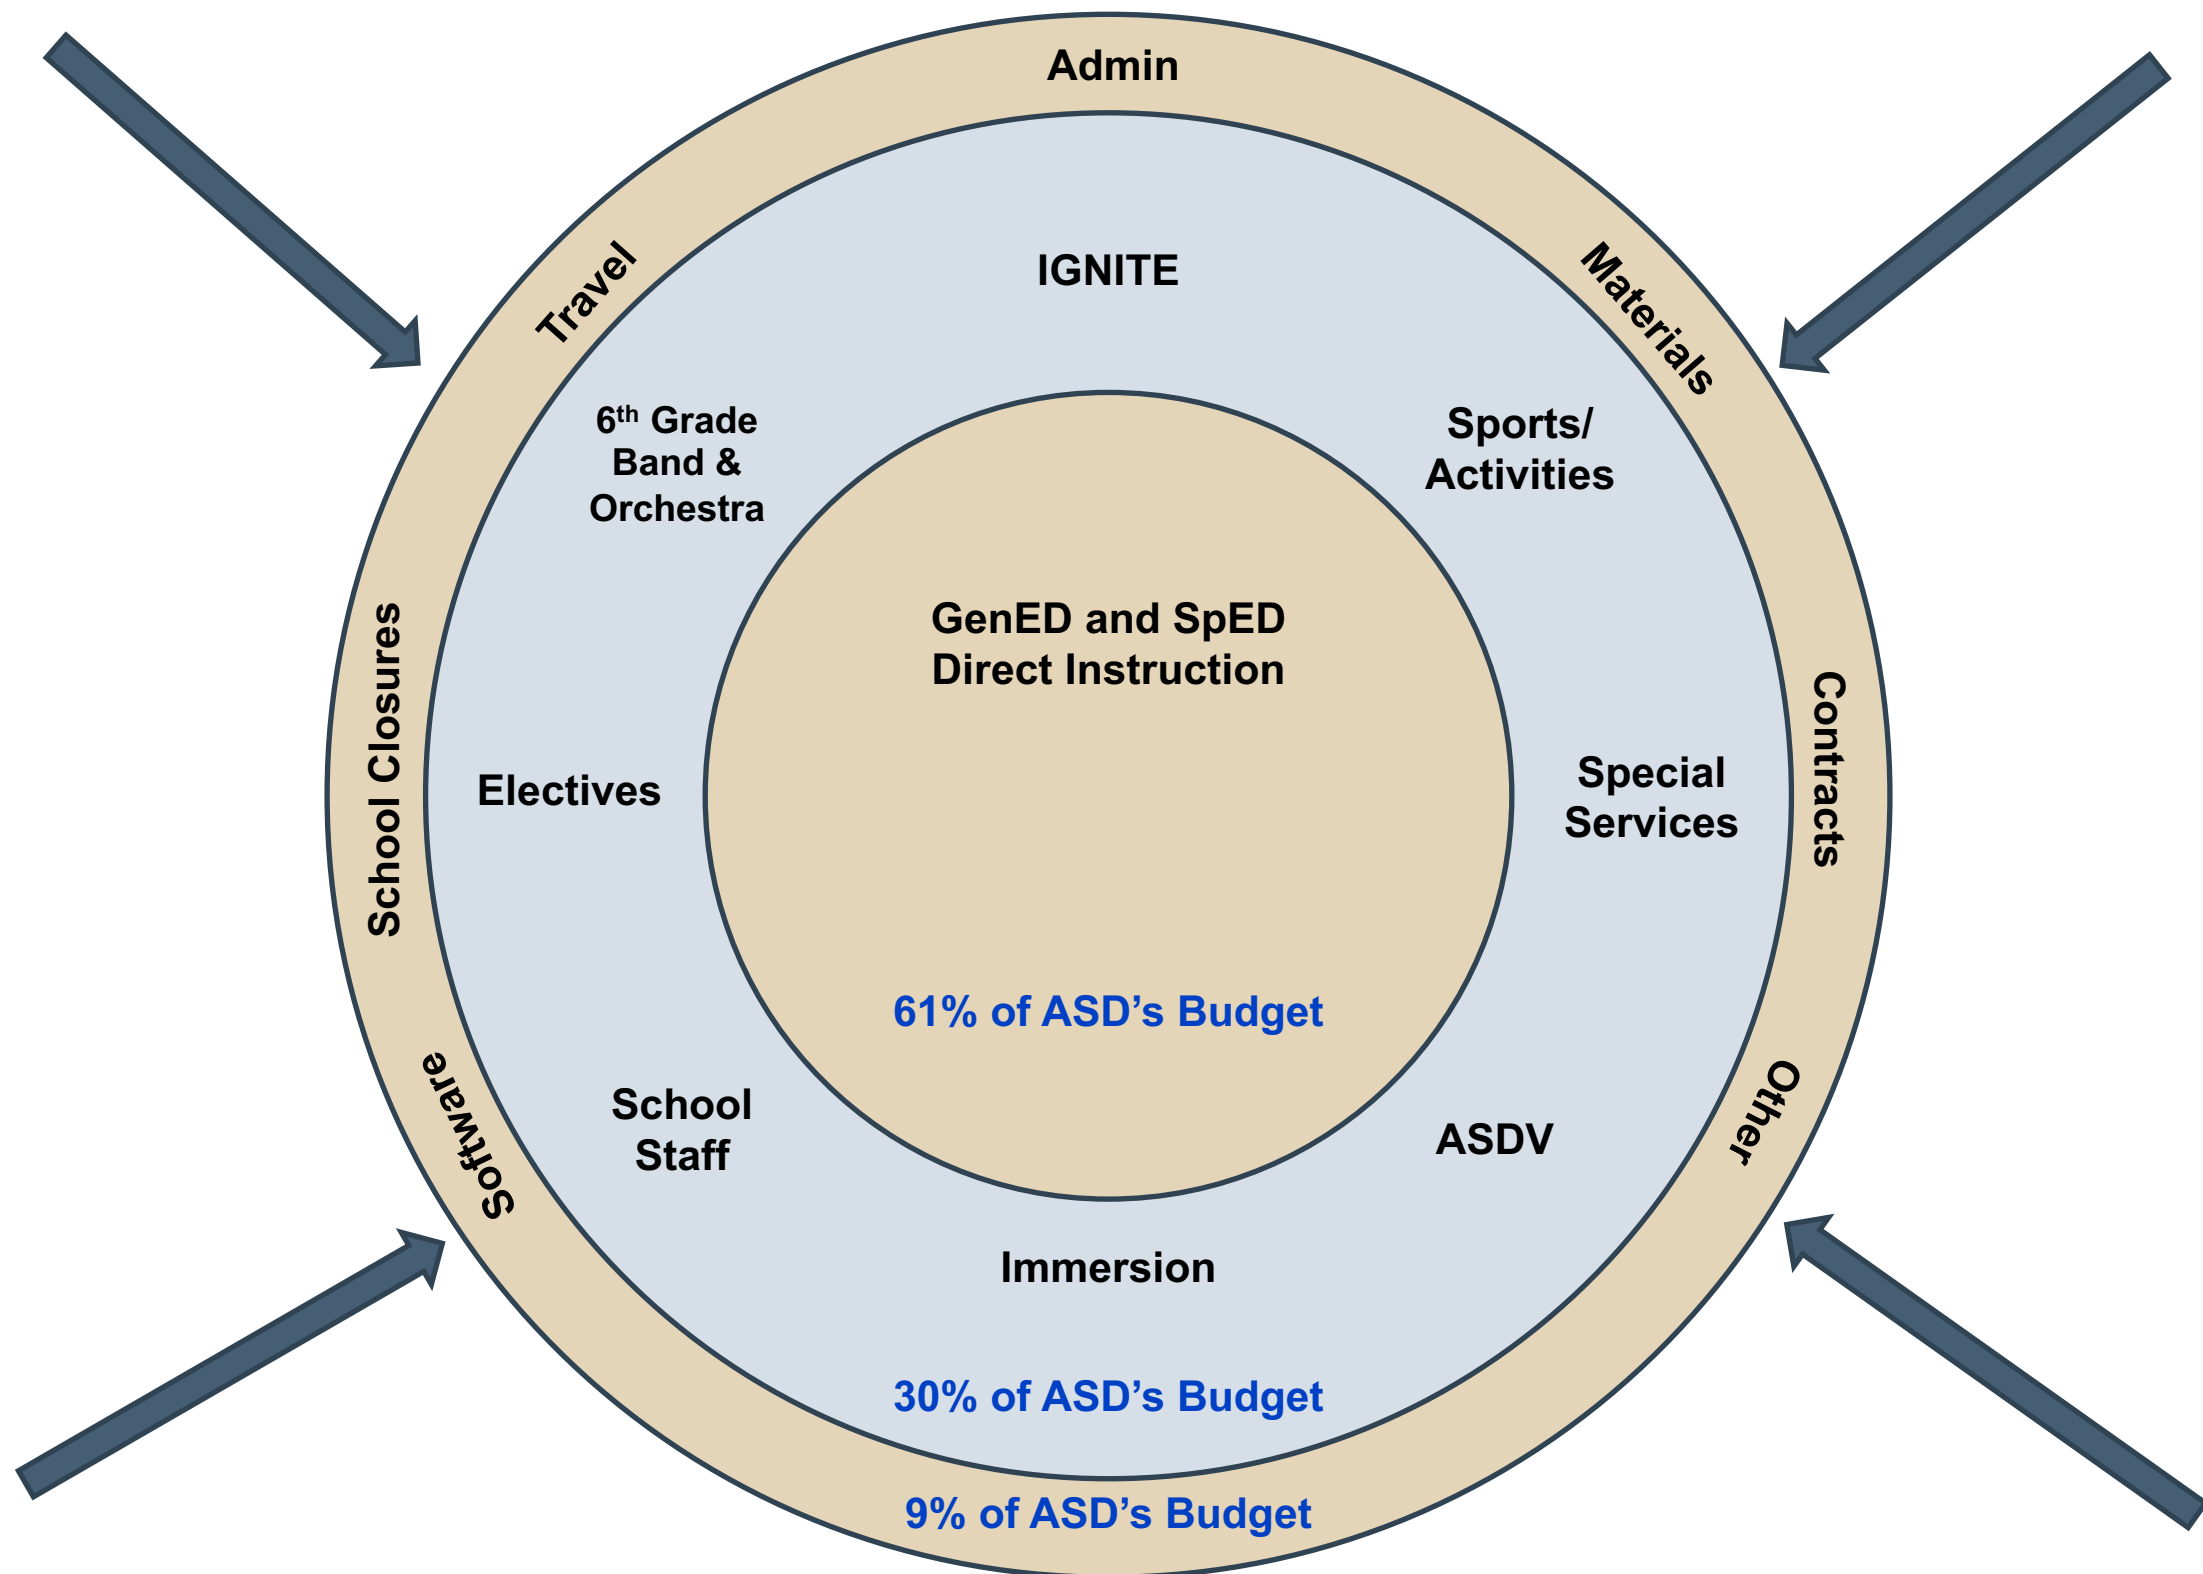 Admin
Travel
Materials
IGNITE
6th Grade
Band &
Orchestra
Sports/
Activities
GenED and SpED
Direct Instruction
School Closures
Electives
Special
Services
Contracts
61% of ASD’s Budget
Software
School
Staff
ASDV
Other
Immersion
30% of ASD’s Budget
9% of ASD’s Budget